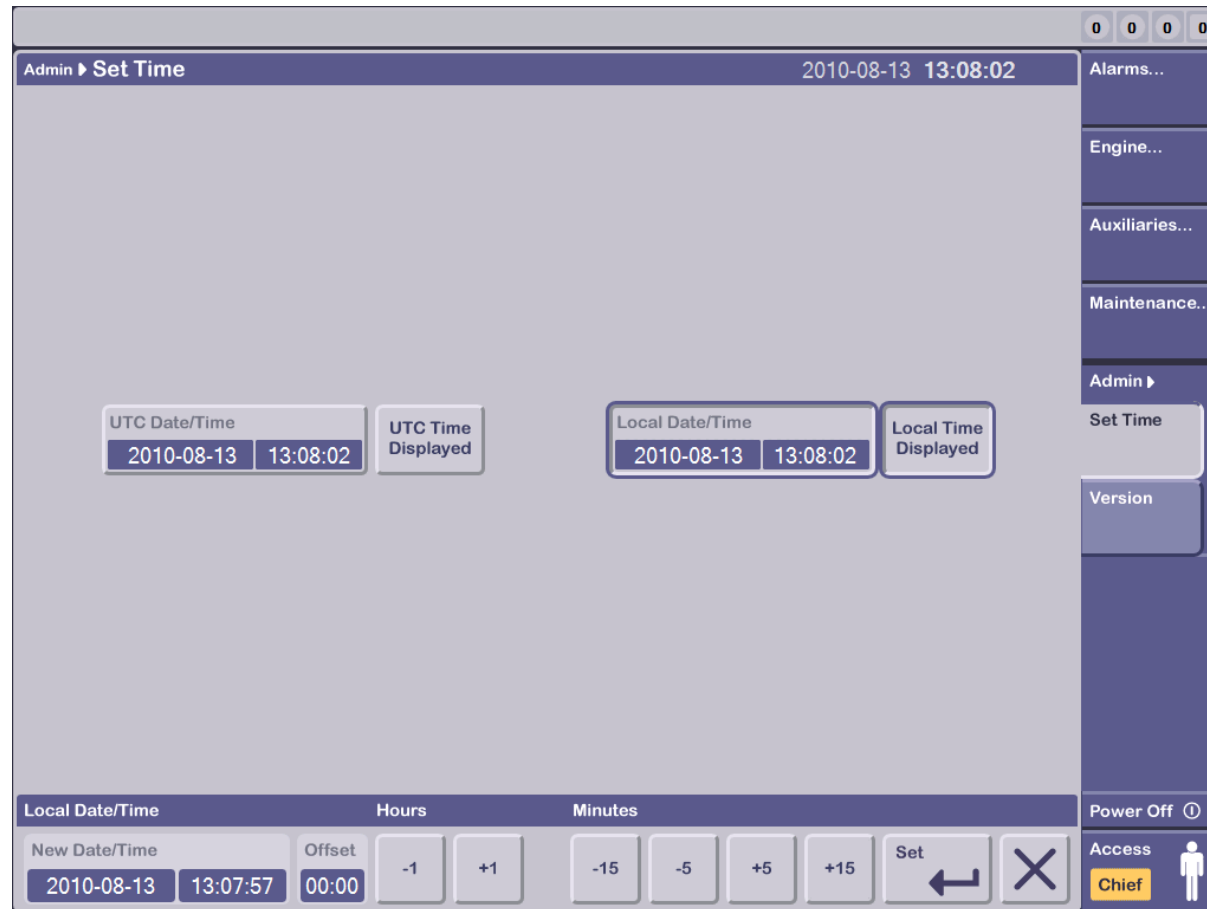 0 0 0 0
Admin Set Time 2010-08-13 13:08:02
Alarms...
Engine...
Auxiliaries...
Maintenance..
Admin
Set Time
Version
UTC Date/Time
2010-08-13 13:08:02
UTC Time
Displayed
Local Date/Time
2010-08-13 13:08:02
Local Time
Displayed
Local Date/Time Hours Minutes
New Date/Time Offset
2010-08-13 13:07:57 00:00
-1 +1 -15 -5 +5 +15 Set
Power Off
Access
Chief